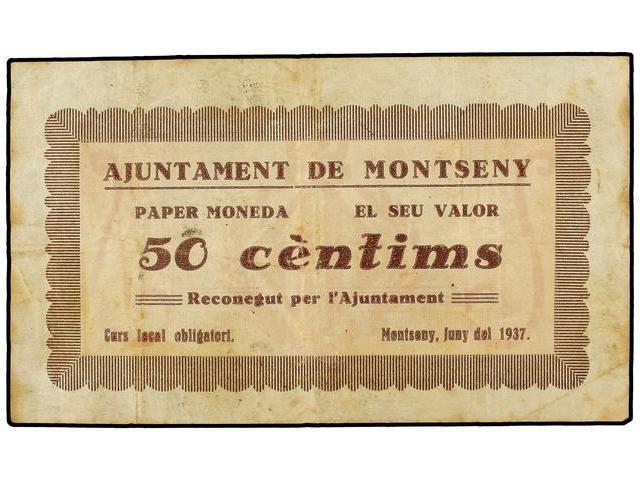 AJUNTAMENT DE MONTSENY
PAPER MONEDA EL SEU VALOR
50 cèntims
Reconegut per l'Ajuntament
Curs local obligatori. Montseny, juny del 1937.